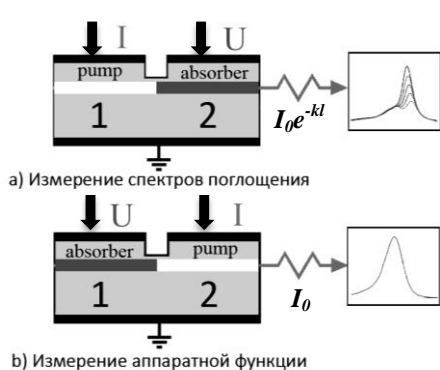 I U
pump absorber
1 2
I₀e⁻ᵏˡ
a) Измерение спектров поглощения
U I
absorber pump
1 2
I₀
b) Измерение аппаратной функции